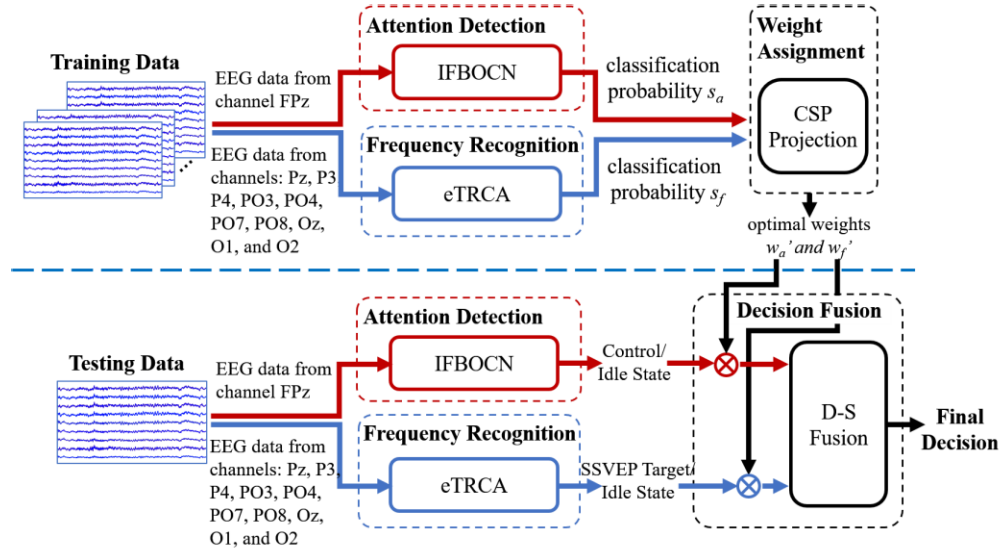 Training Data
EEG data from
channel FPz
EEG data from
channels: Pz, P3
P4, PO3, PO4,
PO7, PO8, Oz,
O1, and O2
Attention Detection
IFBOCN
Frequency Recognition
eTRCA
classification
probability sa
classification
probability sf
Weight
Assignment
CSP
Projection
optimal weights
wa' and wf'
Testing Data
EEG data from
channel FPz
EEG data from
channels: Pz, P3,
P4, PO3, PO4,
PO7, PO8, Oz,
O1, and O2
Attention Detection
IFBOCN
Frequency Recognition
eTRCA
Control/
Idle State
SSVEP Target/
Idle State
Decision Fusion
D-S
Fusion
Final
Decision